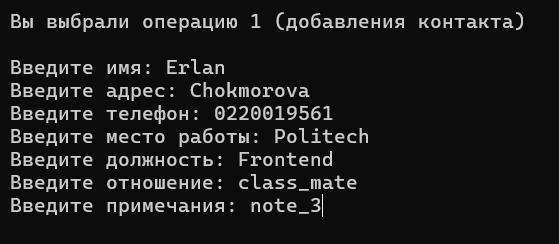 Вы выбрали операцию 1 (добавления контакта)
Введите имя: Erlan
Введите адрес: Chokmorova
Введите телефон: 0220019561
Введите место работы: Politech
Введите должность: Frontend
Введите отношение: class_mate
Введите примечания: note_3